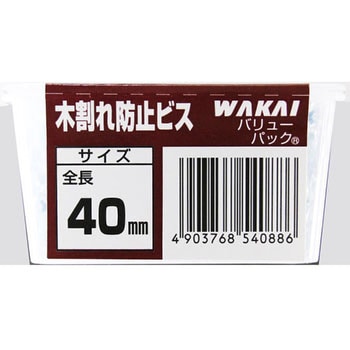 木割れ防止ビス
WAKAI
バリュー
パック®
サイズ
全長
40mm
4 903768 540886